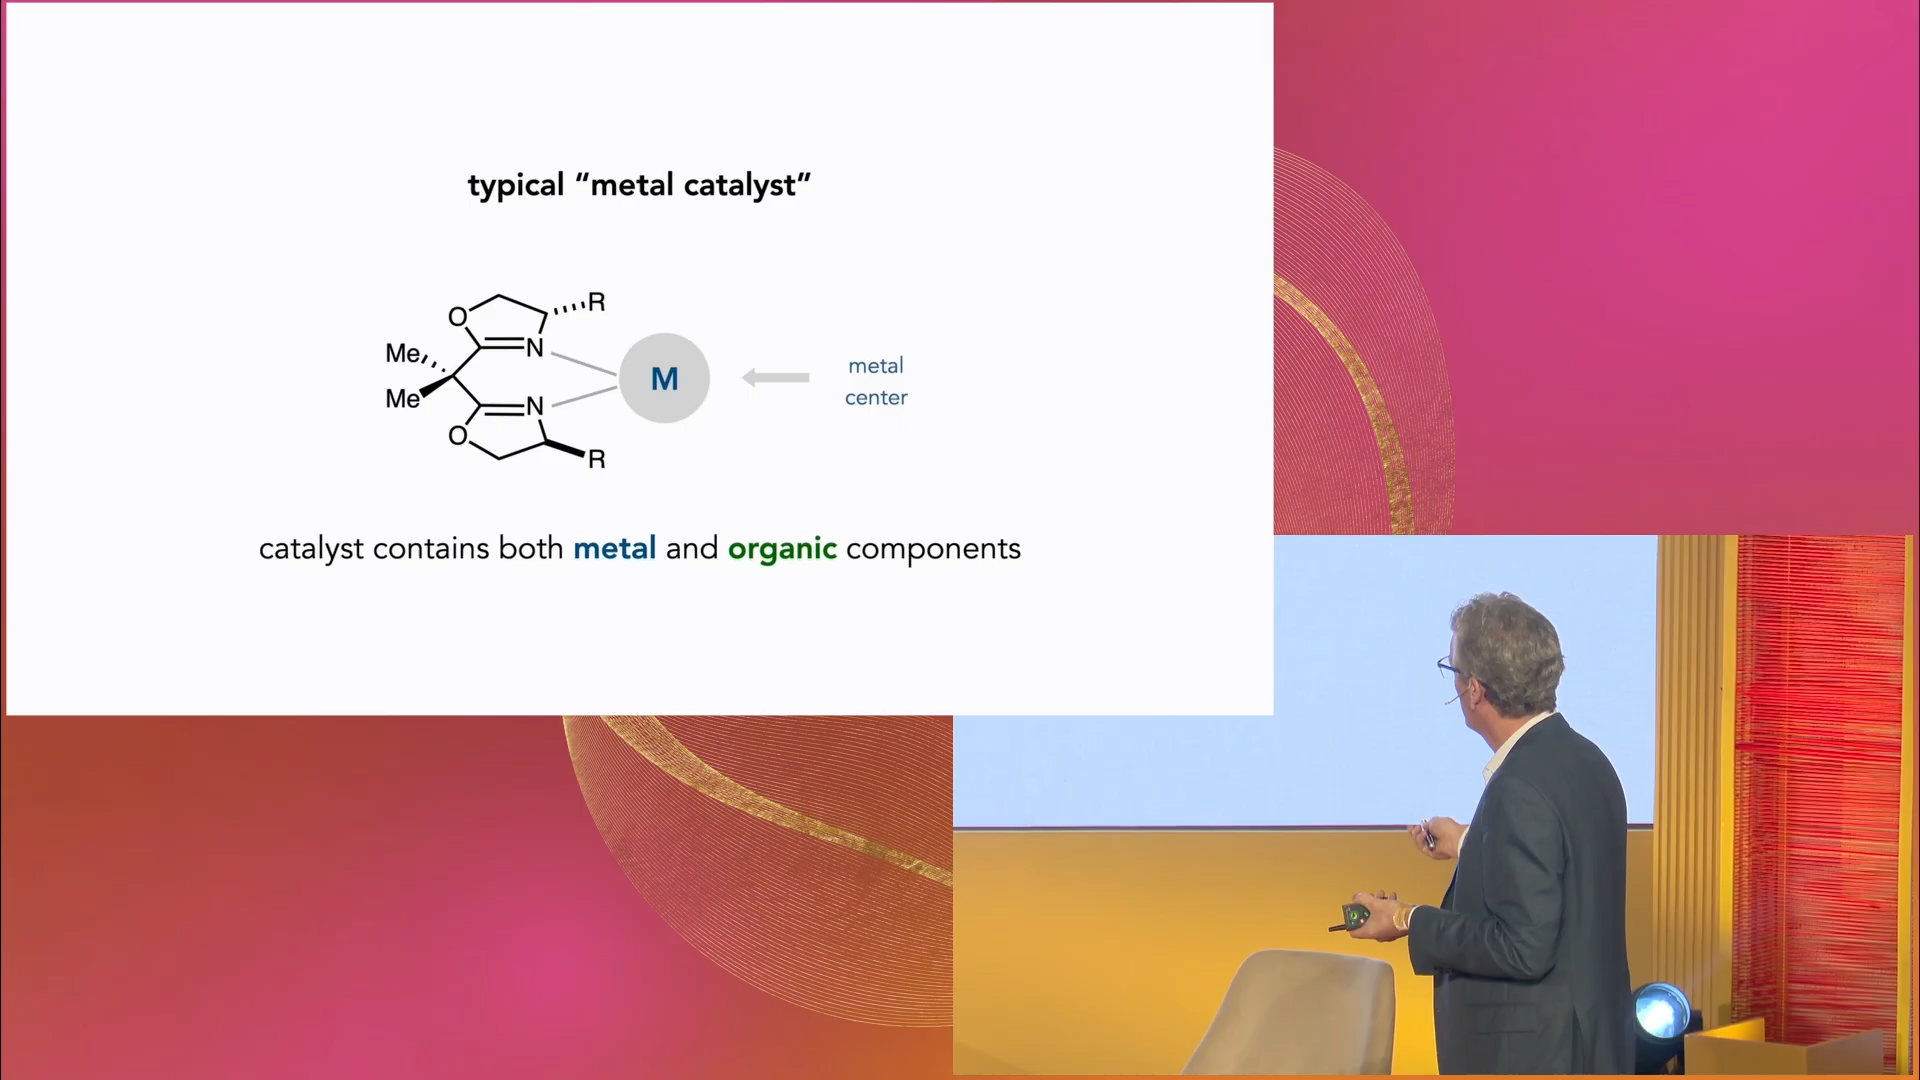 typical “metal catalyst”
O
R
Me
N
Me
M
metal
center
N
O
R
catalyst contains both metal and organic components